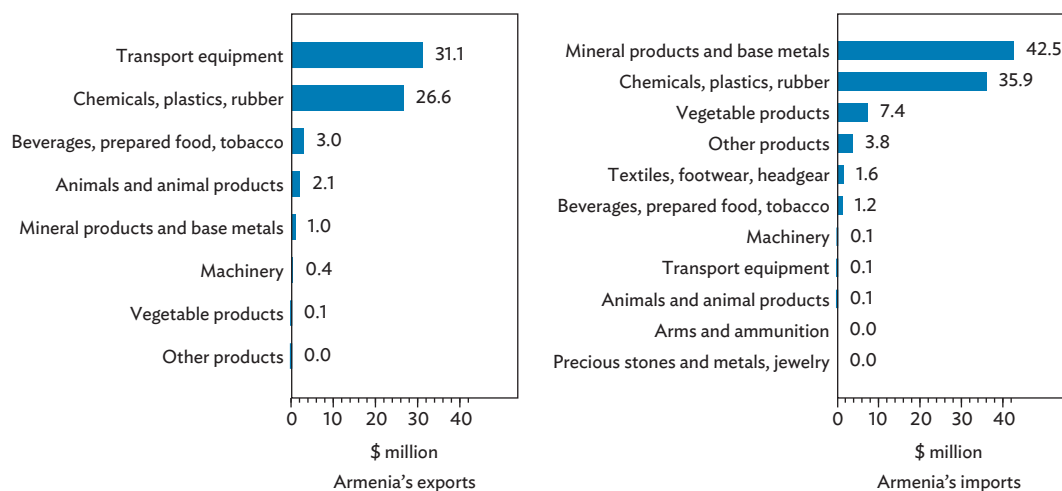 Transport equipment 31.1
Chemicals, plastics, rubber 26.6
Beverages, prepared food, tobacco 3.0
Animals and animal products 2.1
Mineral products and base metals 1.0
Machinery 0.4
Vegetable products 0.1
Other products 0.0
0 10 20 30 40
$ million
Armenia's exports
Mineral products and base metals 42.5
Chemicals, plastics, rubber 35.9
Vegetable products 7.4
Other products 3.8
Textiles, footwear, headgear 1.6
Beverages, prepared food, tobacco 1.2
Machinery 0.1
Transport equipment 0.1
Animals and animal products 0.1
Arms and ammunition 0.0
Precious stones and metals, jewelry 0.0
0 10 20 30 40
$ million
Armenia's imports